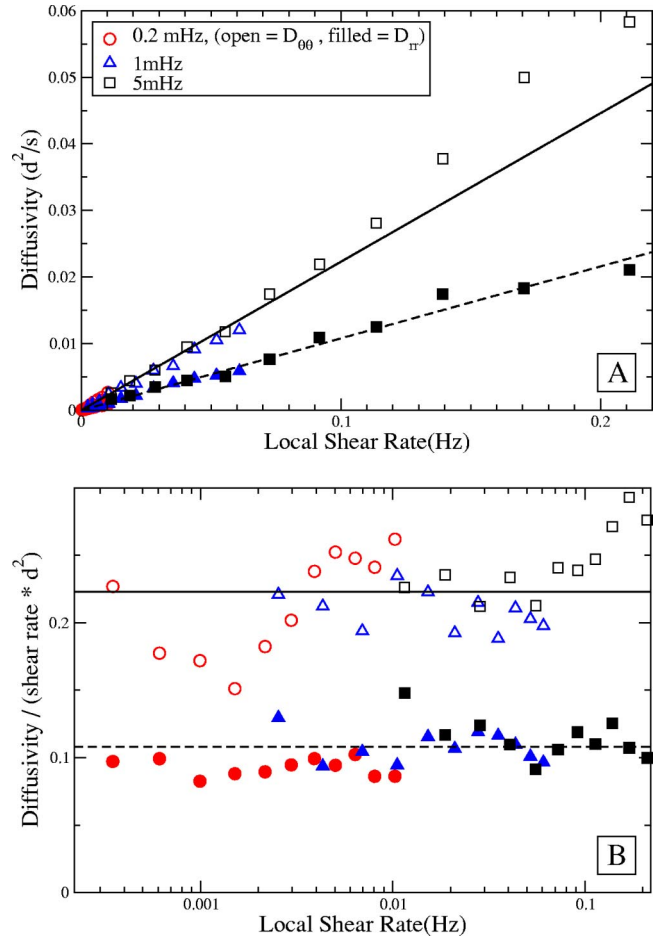 0.06
0.2 mHz, (open = Dθθ , filled = Drr)
1mHz
5mHz
0.05
0.04
0.03
0.02
0.01
0
Diffusivity (d²/s)
A
0
0.1
0.2
Local Shear Rate(Hz)
0.2
0.1
0
Diffusivity / (shear rate * d²)
B
0.001
0.01
0.1
Local Shear Rate(Hz)